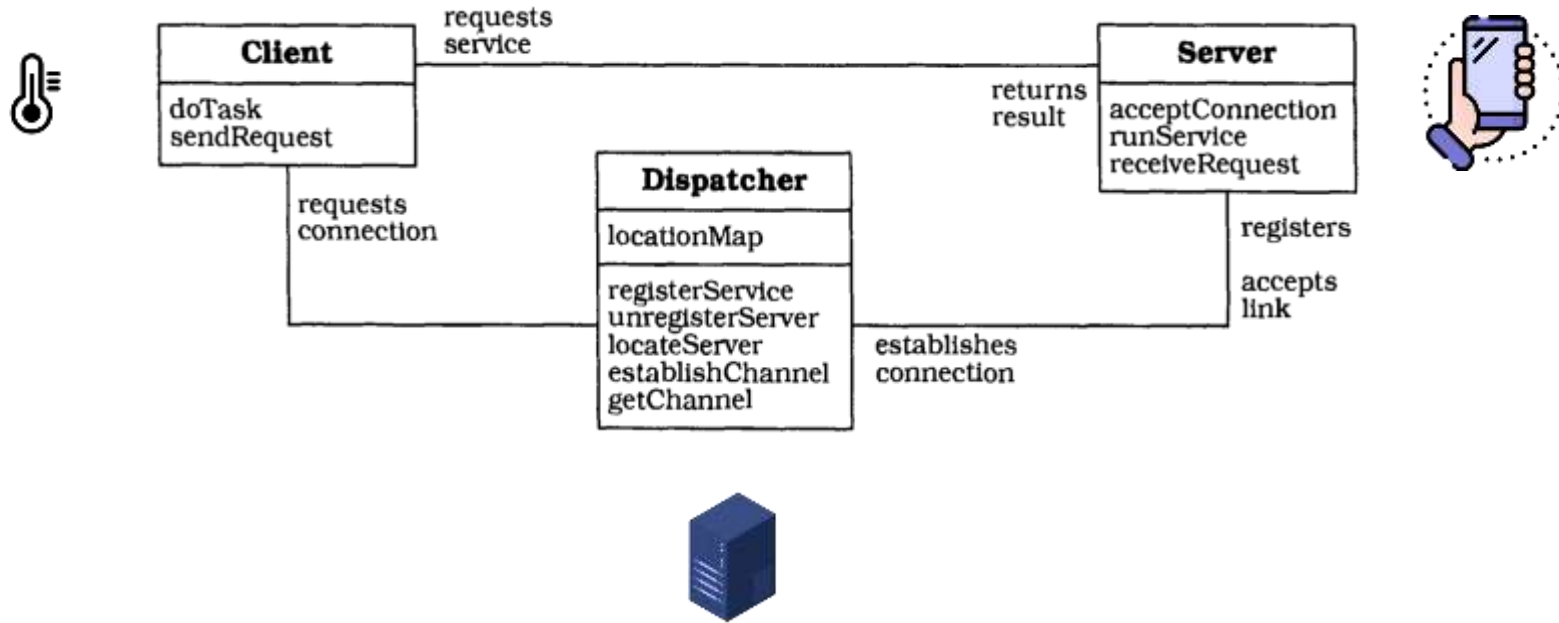 requests
service
Client
doTask
sendRequest
Server
returns
result
acceptConnection
runService
receiveRequest
requests
connection
Dispatcher
locationMap
registerService
unregisterServer
locateServer
establishChannel
getChannel
registers
accepts
link
establishes
connection